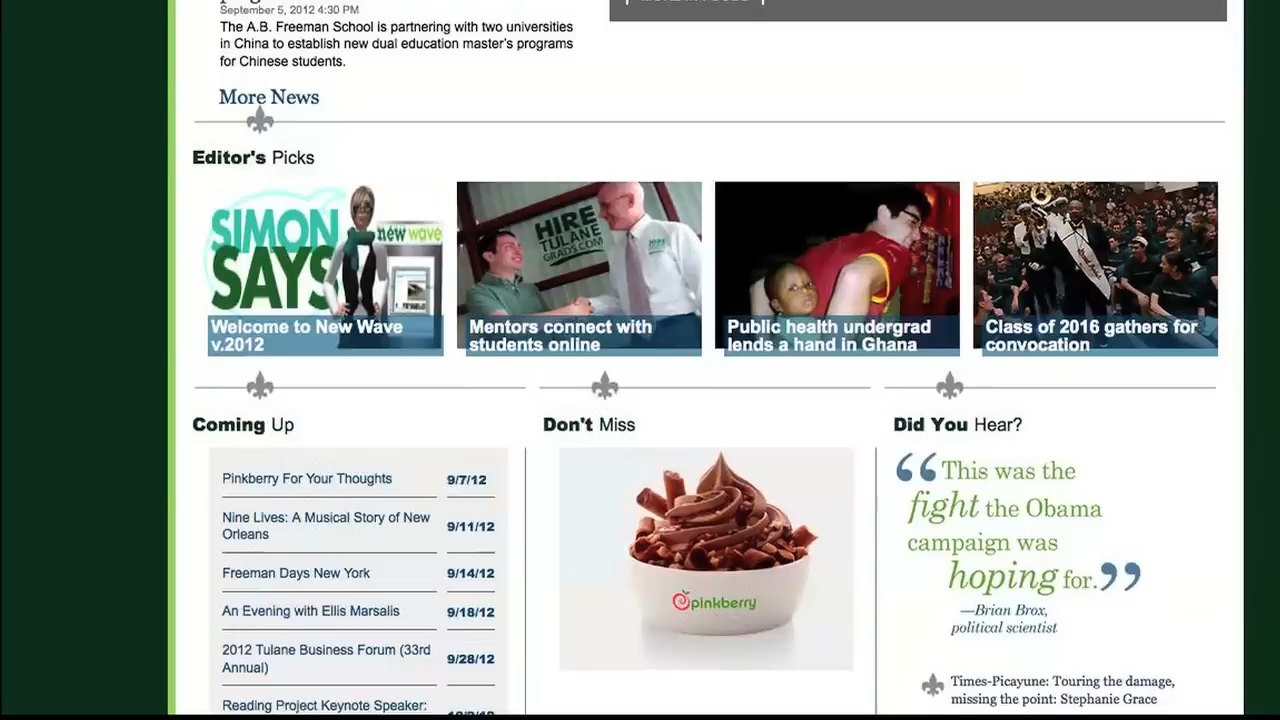 September 5, 2012 4:30 PM
The A.B. Freeman School is partnering with two universities
in China to establish new dual education master's programs
for Chinese students.
More News
Editor's Picks
SIMON
SAYS
new wave
Welcome to New Wave
v.2012
HIRE
TULANE
GRADS.COM
HIRE
Mentors connect with
students online
Public health undergrad
lends a hand in Ghana
Class of 2016 gathers for
convocation
Coming Up
Pinkberry For Your Thoughts 9/7/12
Nine Lives: A Musical Story of New
Orleans 9/11/12
Freeman Days New York 9/14/12
An Evening with Ellis Marsalis 9/18/12
2012 Tulane Business Forum (33rd
Annual) 9/28/12
Reading Project Keynote Speaker:
Don't Miss
pinkberry
Did You Hear?
“This was the
fight the Obama
campaign was
hoping for.”
—Brian Brox,
political scientist
Times-Picayune: Touring the damage,
missing the point: Stephanie Grace